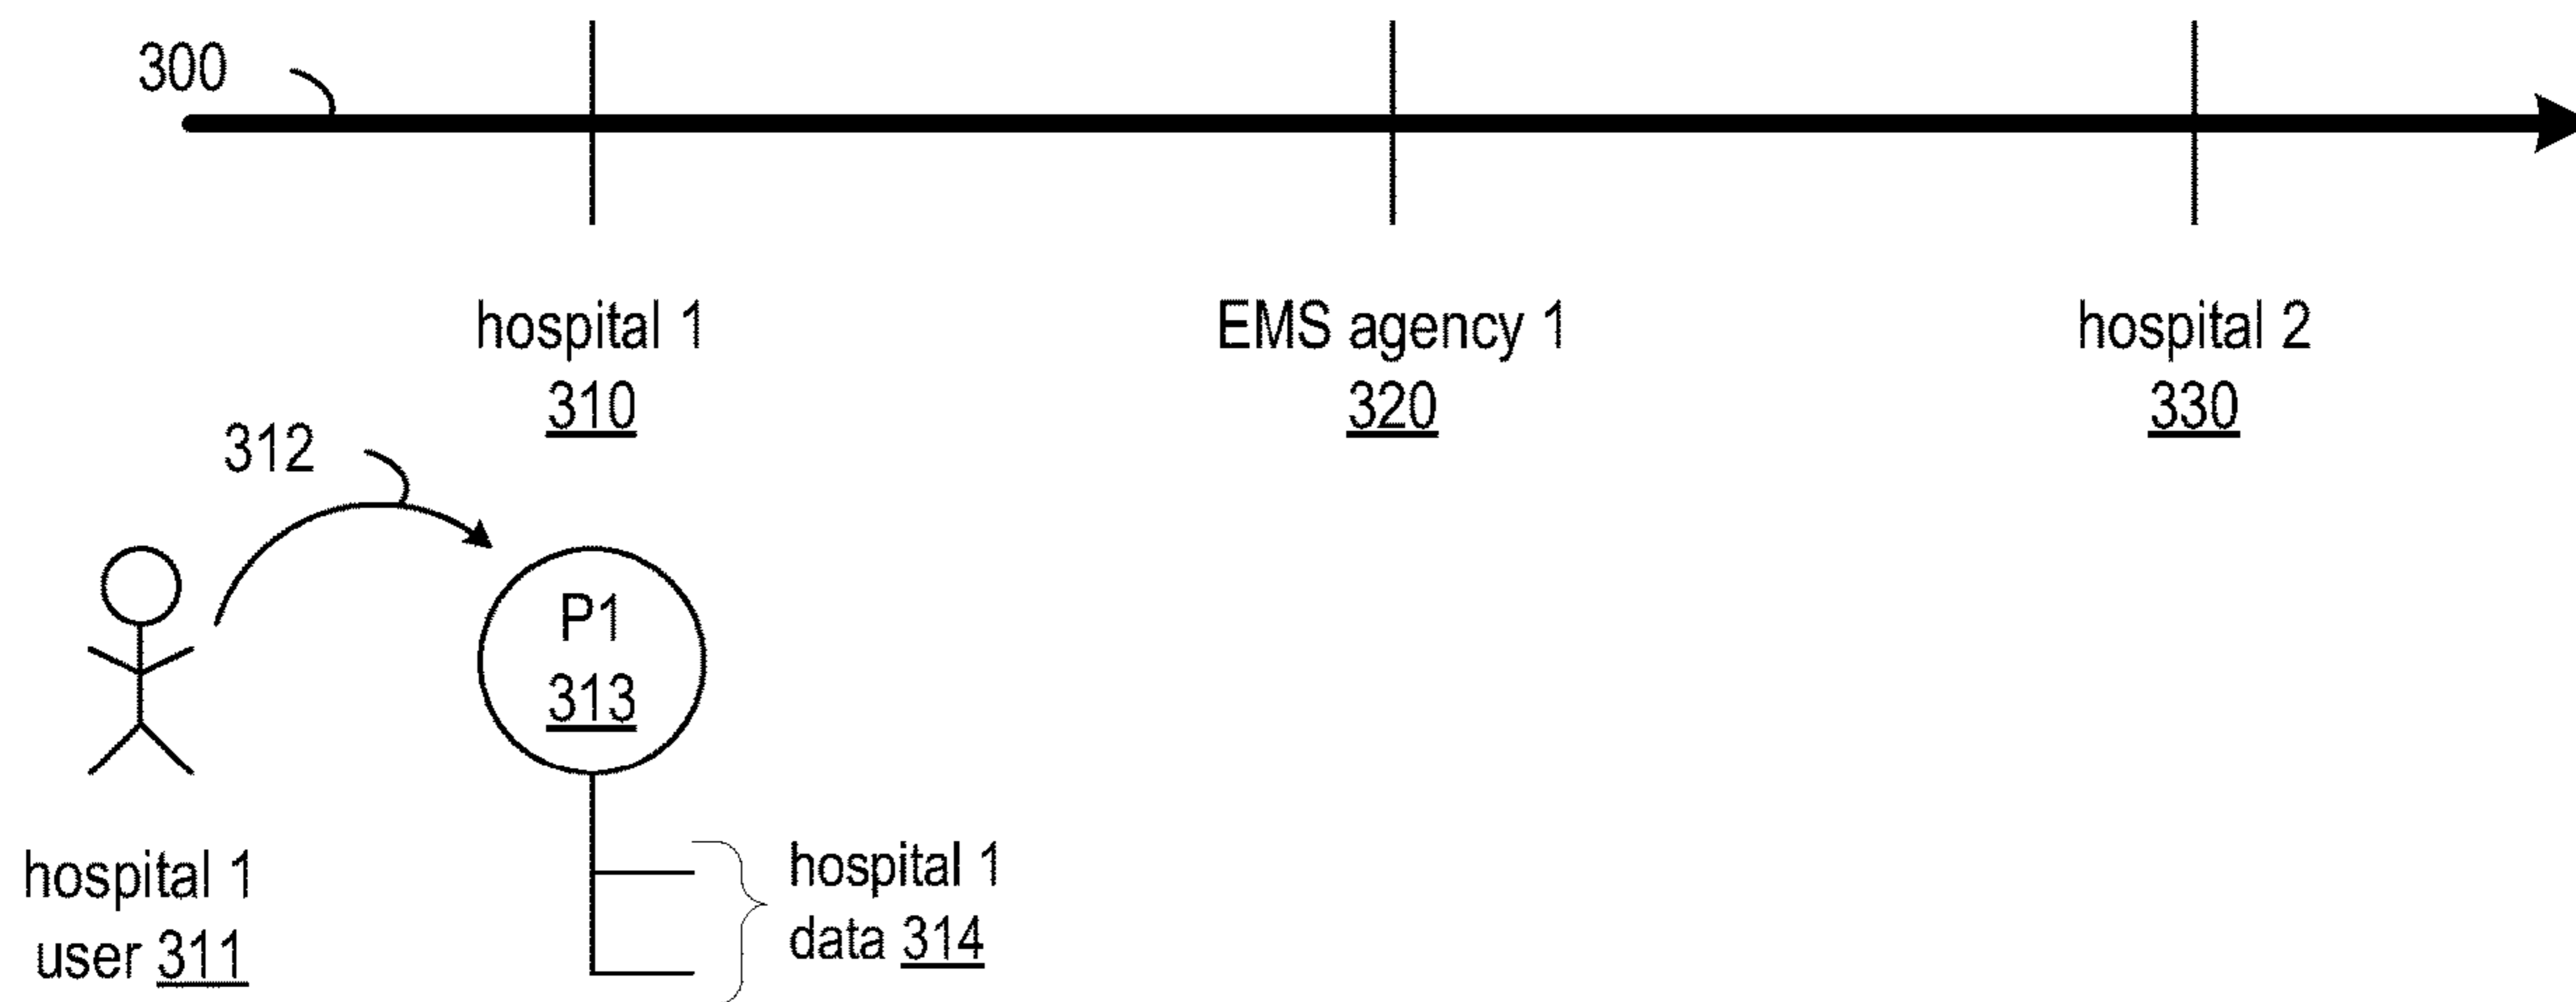 300
hospital 1
310
EMS agency 1
320
hospital 2
330
312
P1
313
hospital 1
user 311
hospital 1
data 314